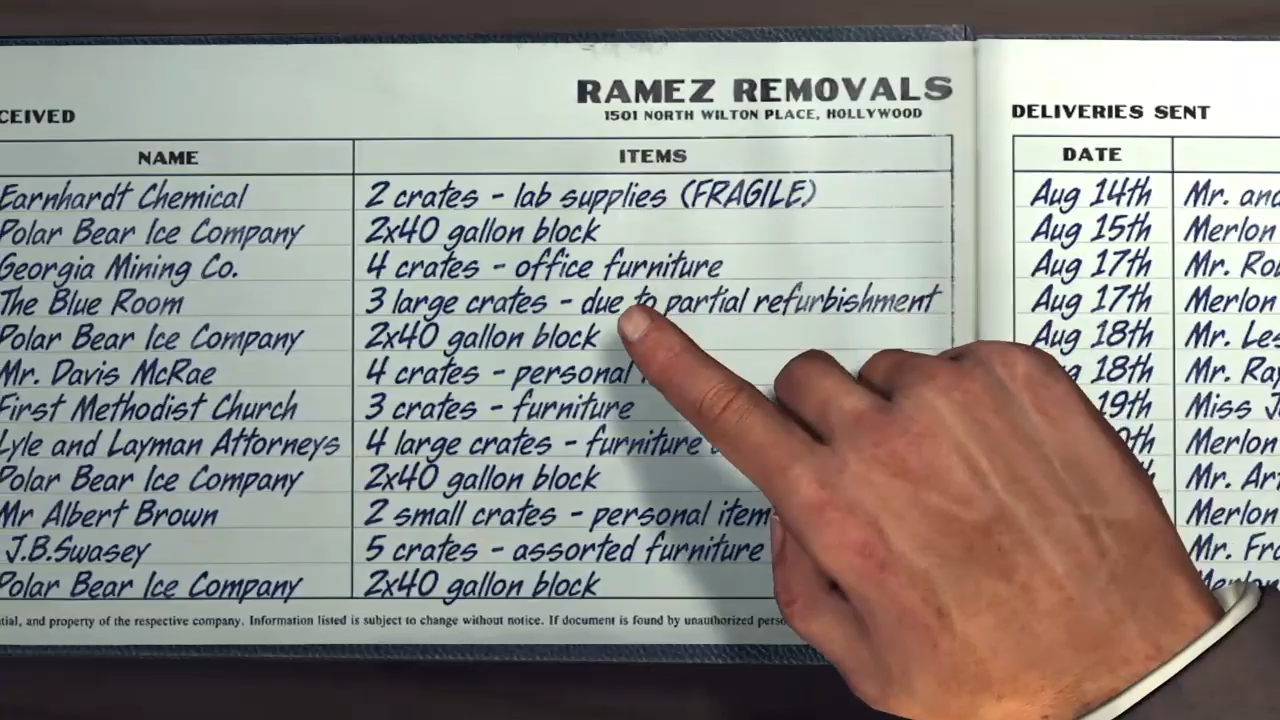 RAMEZ REMOVALS
1501 NORTH WILTON PLACE, HOLLYWOOD
CEIVED
NAME ITEMS
Earnhardt Chemical 2 crates - lab supplies (FRAGILE)
Polar Bear Ice Company 2x40 gallon block
Georgia Mining Co. 4 crates - office furniture
The Blue Room 3 large crates - due to partial refurbishment
Polar Bear Ice Company 2x40 gallon block
Mr. Davis McRae 4 crates - personal
First Methodist Church 3 crates - furniture
Lyle and Layman Attorneys 4 large crates - furniture
Polar Bear Ice Company 2x40 gallon block
Mr Albert Brown 2 small crates - personal item
J.B.Swasey 5 crates - assorted furniture
Polar Bear Ice Company 2x40 gallon block
tial, and property of the respective company. Information listed is subject to change without notice. If document is found by unauthorized perso
DELIVERIES SENT
DATE
Aug 14th Mr. and
Aug 15th Merlon
Aug 17th Mr. Ro
Aug 17th Merlon
Aug 18th Mr. Les
18th Mr. Ray
19th Miss J
th Merlon
Mr. Ar
Merlon
Mr. Fr
Merlon